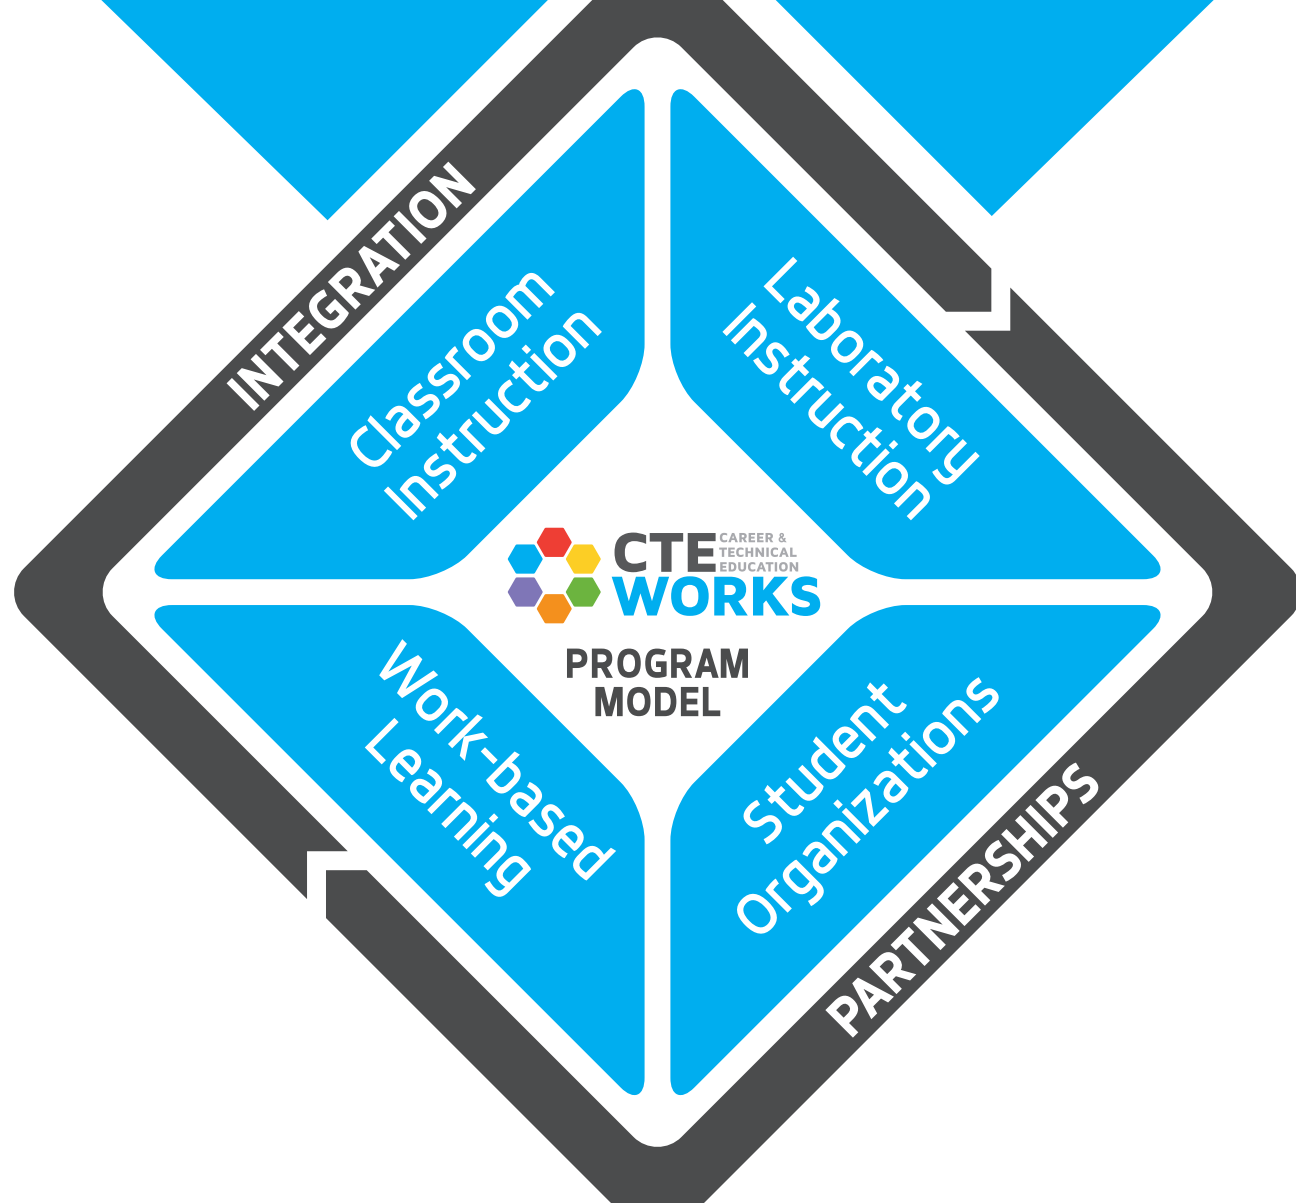 INTEGRATION
Classroom
Instruction
Laboratory
Instruction
CTE
CAREER &
TECHNICAL
EDUCATION
WORKS
PROGRAM
MODEL
Work-based
Learning
Student
Organizations
PARTNERSHIPS